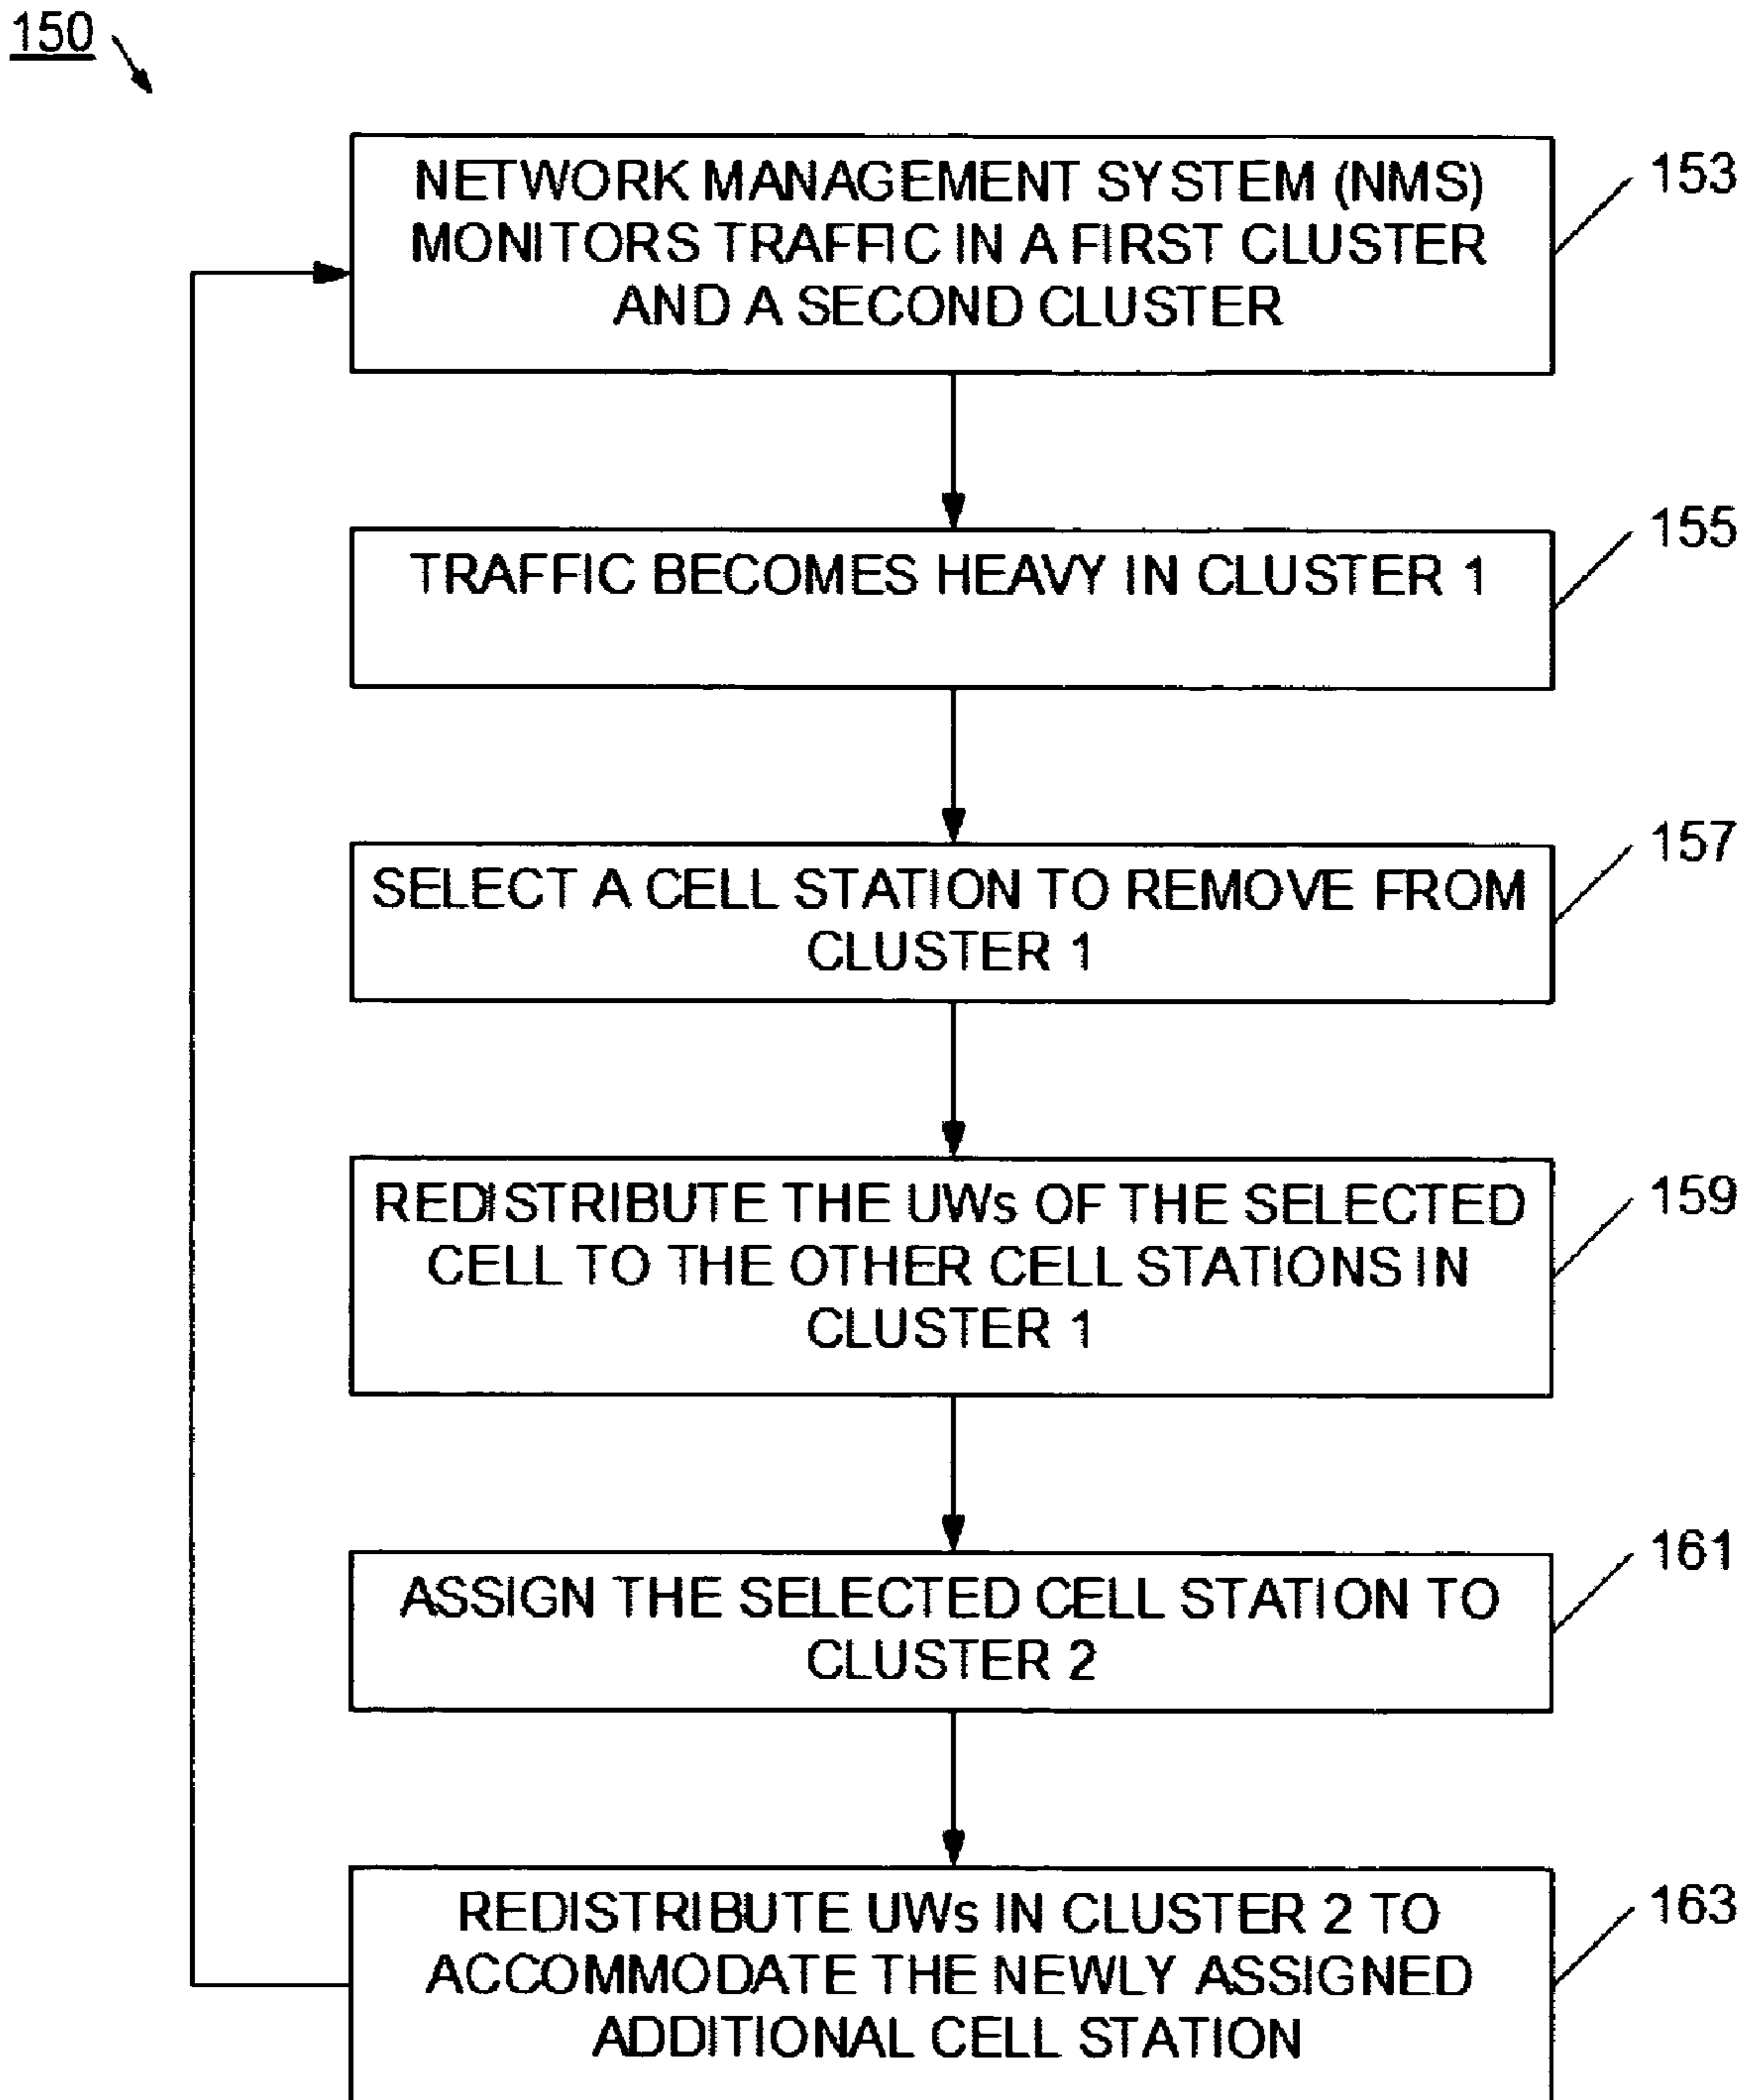 150
NETWORK MANAGEMENT SYSTEM (NMS)
MONITORS TRAFFIC IN A FIRST CLUSTER
AND A SECOND CLUSTER
153
TRAFFIC BECOMES HEAVY IN CLUSTER 1
155
SELECT A CELL STATION TO REMOVE FROM
CLUSTER 1
157
REDISTRIBUTE THE UWs OF THE SELECTED
CELL TO THE OTHER CELL STATIONS IN
CLUSTER 1
159
ASSIGN THE SELECTED CELL STATION TO
CLUSTER 2
161
REDISTRIBUTE UWs IN CLUSTER 2 TO
ACCOMMODATE THE NEWLY ASSIGNED
ADDITIONAL CELL STATION
163